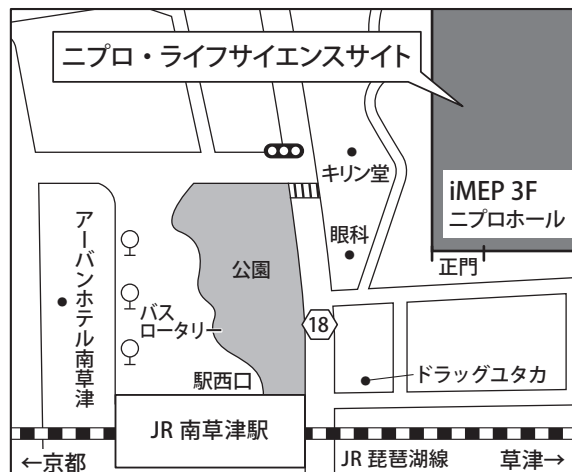 ニプロ・ライフサイエンスサイト
キリン堂
iMEP 3F
ニプロホール
眼科
正門
公園
アーバンホテル南草津
バス
ロータリー
18
駅西口
ドラッグユタカ
JR 南草津駅
←京都
JR 琵琶湖線
草津→